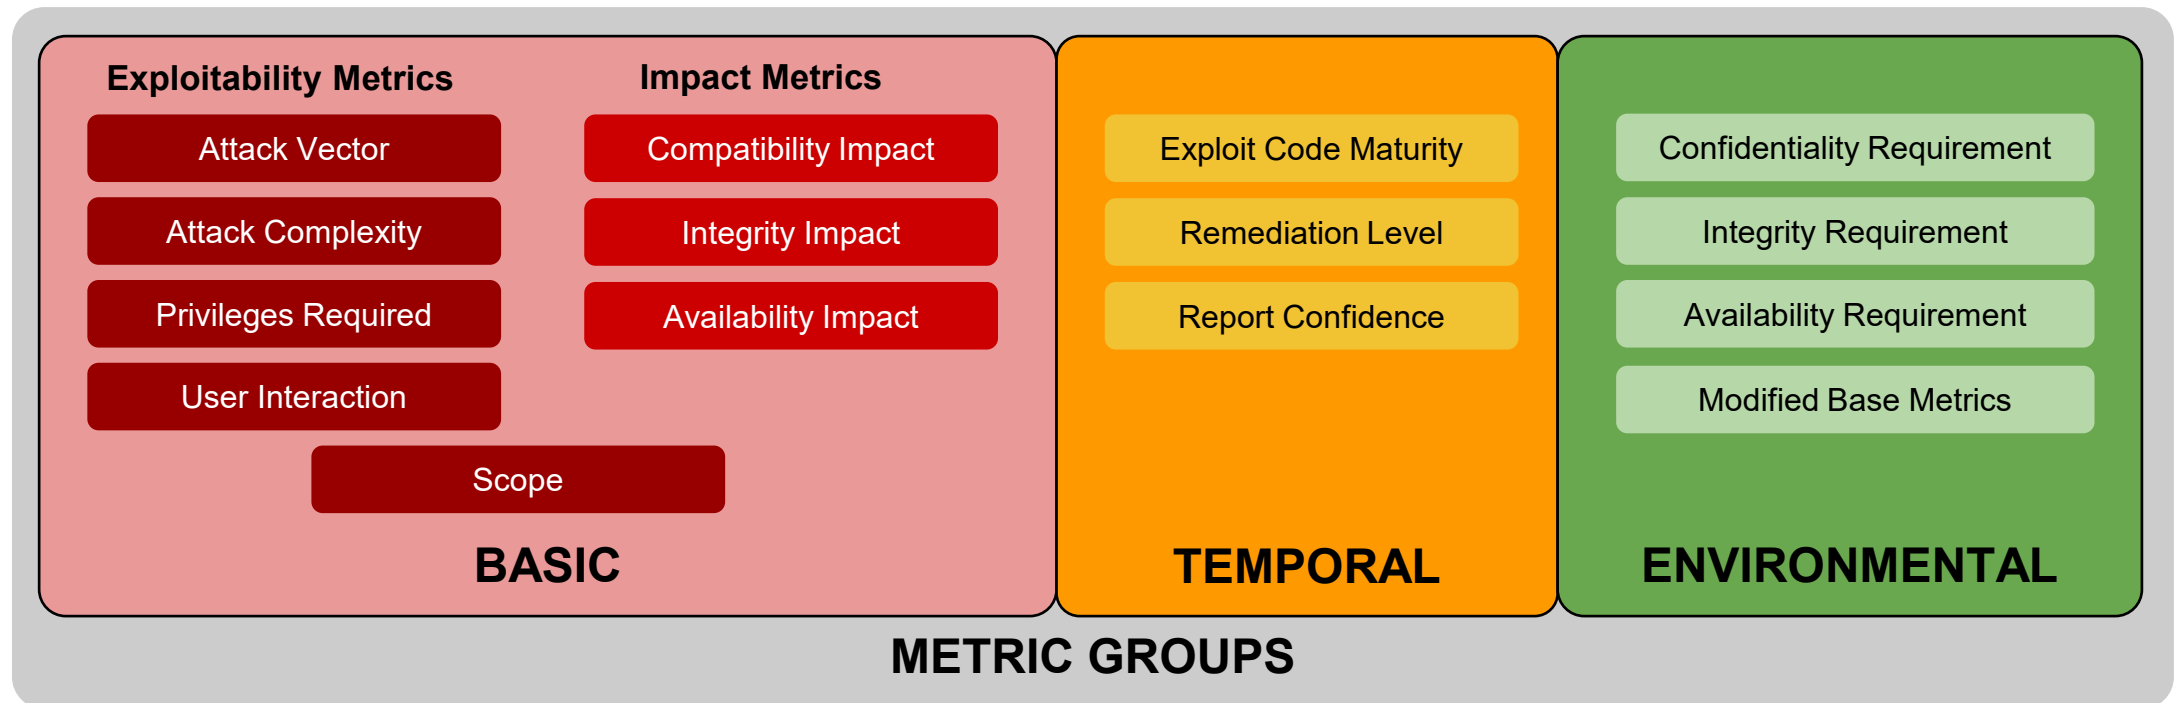 Exploitability Metrics
Attack Vector
Attack Complexity
Privileges Required
User Interaction
Impact Metrics
Compatibility Impact
Integrity Impact
Availability Impact
Scope
BASIC
Exploit Code Maturity
Remediation Level
Report Confidence
TEMPORAL
Confidentiality Requirement
Integrity Requirement
Availability Requirement
Modified Base Metrics
ENVIRONMENTAL
METRIC GROUPS